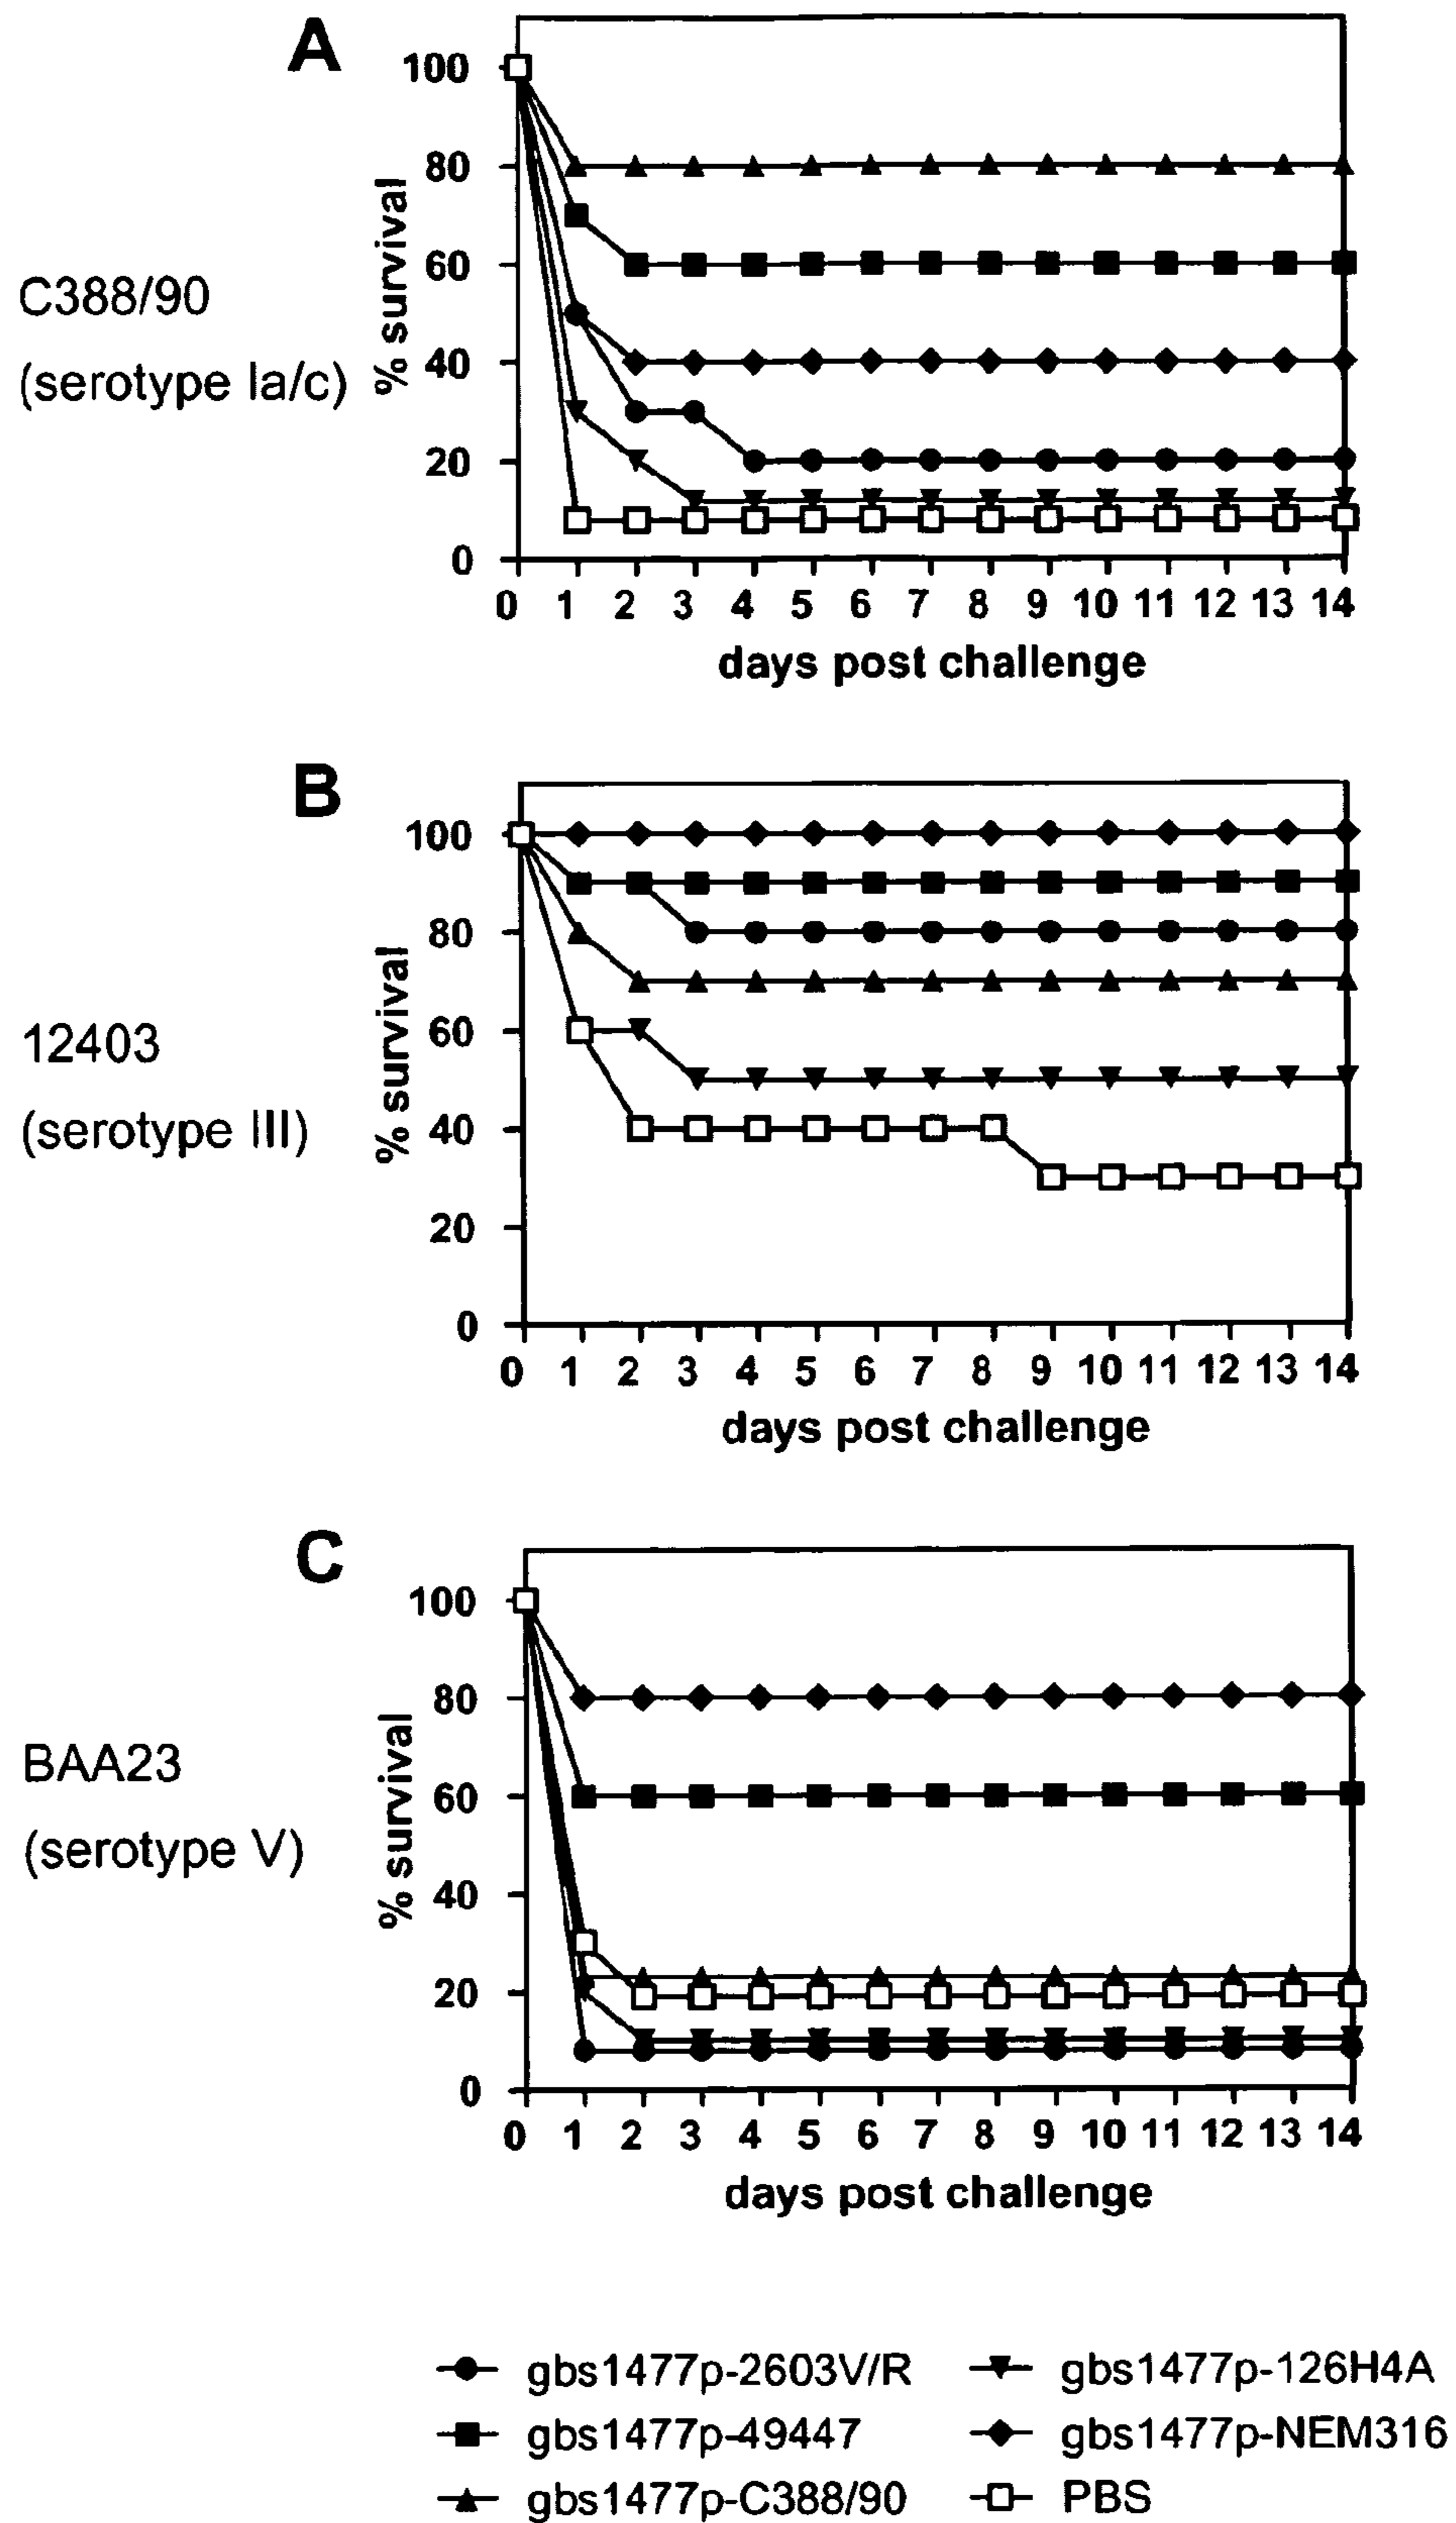 A
100
80
60
40
20
0
% survival
C388/90
(serotype Ia/c)
0 1 2 3 4 5 6 7 8 9 10 11 12 13 14
days post challenge
B
100
80
60
40
20
0
% survival
12403
(serotype III)
0 1 2 3 4 5 6 7 8 9 10 11 12 13 14
days post challenge
C
100
80
60
40
20
0
% survival
BAA23
(serotype V)
0 1 2 3 4 5 6 7 8 9 10 11 12 13 14
days post challenge
gbs1477p-2603V/R
gbs1477p-126H4A
gbs1477p-49447
gbs1477p-NEM316
gbs1477p-C388/90
PBS